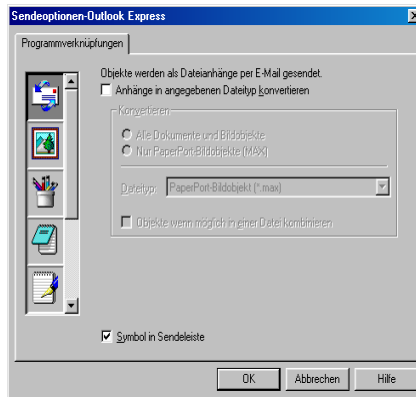 Sendeoptionen-Outlook Express
Programmverknüpfungen
Objekte werden als Dateianhänge per E-Mail gesendet.
Anhänge in angegebenen Dateityp konvertieren
Konvertieren
Alle Dokumente und Bildobjekte
Nur PaperPort-Bildobjekte (MAX)
Dateityp: PaperPort-Bildobjekt (*.max)
Objekte wenn möglich in einer Datei kombinieren
Symbol in Sendeleiste
OK Abbrechen Hilfe